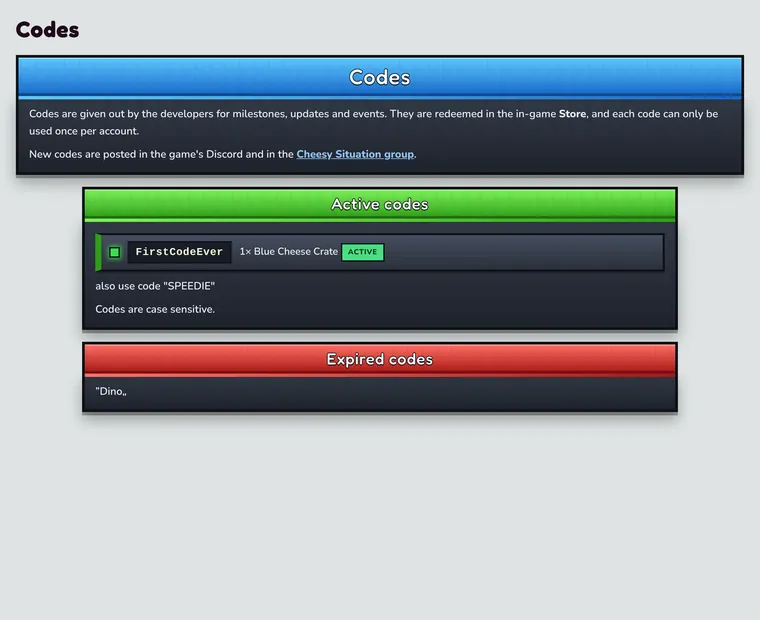 Codes
Codes
Codes are given out by the developers for milestones, updates and events. They are redeemed in the in-game Store, and each code can only be
used once per account.
New codes are posted in the game's Discord and in the Cheesy Situation group.
Active codes
FirstCodeEver 1× Blue Cheese Crate ACTIVE
also use code "SPEEDIE"
Codes are case sensitive.
Expired codes
"Dino„